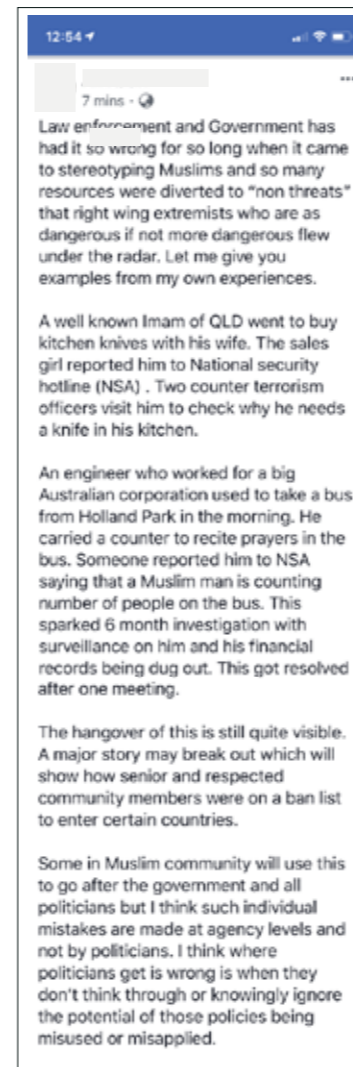 12:54
7 mins ·
Law enforcement and Government has
had it so wrong for so long when it came
to stereotyping Muslims and so many
resources were diverted to "non threats"
that right wing extremists who are as
dangerous if not more dangerous flew
under the radar. Let me give you
examples from my own experiences.
A well known Imam of QLD went to buy
kitchen knives with his wife. The sales
girl reported him to National security
hotline (NSA) . Two counter terrorism
officers visit him to check why he needs
a knife in his kitchen.
An engineer who worked for a big
Australian corporation used to take a bus
from Holland Park in the morning. He
carried a counter to recite prayers in the
bus. Someone reported him to NSA
saying that a Muslim man is counting
number of people on the bus. This
sparked 6 month investigation with
surveillance on him and his financial
records being dug out. This got resolved
after one meeting.
The hangover of this is still quite visible.
A major story may break out which will
show how senior and respected
community members were on a ban list
to enter certain countries.
Some in Muslim community will use this
to go after the government and all
politicians but I think such individual
mistakes are made at agency levels and
not by politicians. I think where
politicians get is wrong is when they
don't think through or knowingly ignore
the potential of those policies being
misused or misapplied.